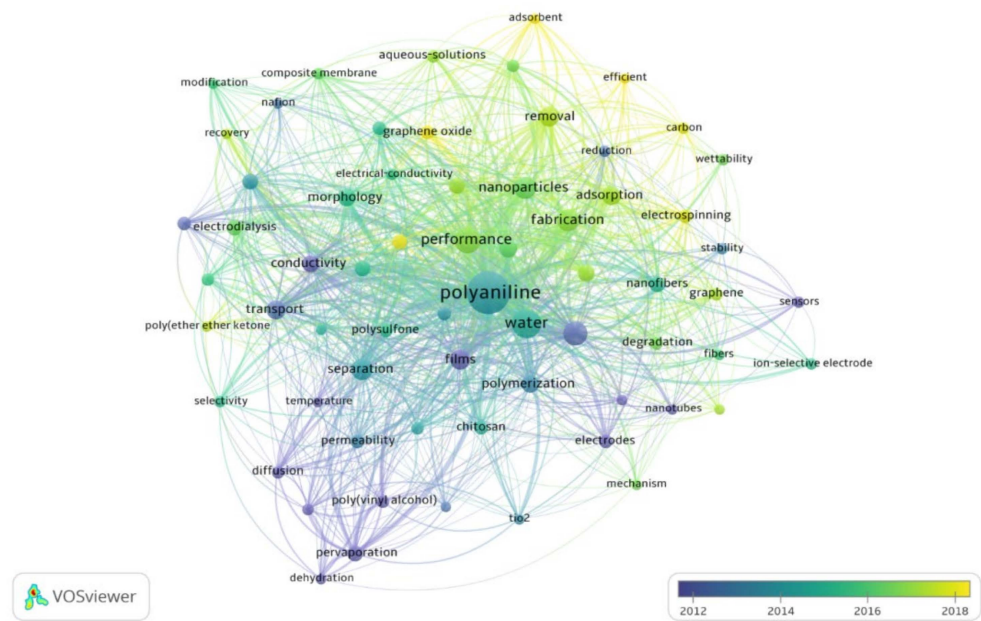 adsorbent
aqueous-solutions
composite membrane
modification
efficient
nafion
removal
recovery
graphene oxide
carbon
reduction
wettability
electrical-conductivity
nanoparticles
morphology
adsorption
fabrication
electrospinning
electrodialysis
performance
stability
conductivity
nanofibers
polyaniline
graphene
sensors
transport
poly(ether ether ketone
water
polysulfone
degradation
fibers
films
ion-selective electrode
separation
polymerization
selectivity
temperature
nanotubes
chitosan
permeability
electrodes
diffusion
mechanism
poly(vinyl alcohol)
tio2
pervaporation
dehydration
VOSviewer
2012 2014 2016 2018